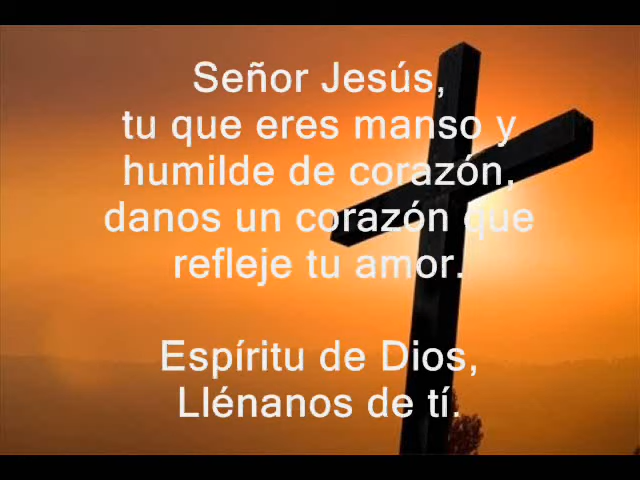 Señor Jesús,
tu que eres manso y
humilde de corazón,
danos un corazón que
refleje tu amor.
Espíritu de Dios,
Llénanos de tí.